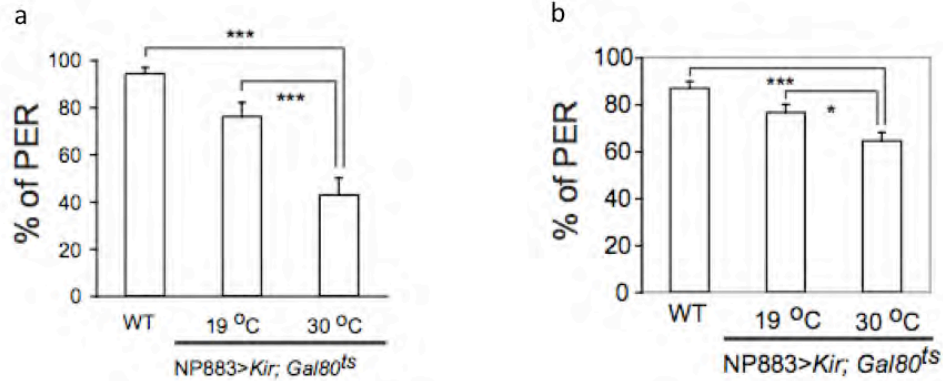 a
% of PER
100
80
60
40
20
0
***
***
WT
19 °C
30 °C
NP883>Kir; Gal80ts
b
% of PER
100
80
60
40
20
0
***
*
WT
19 °C
30 °C
NP883>Kir; Gal80ts